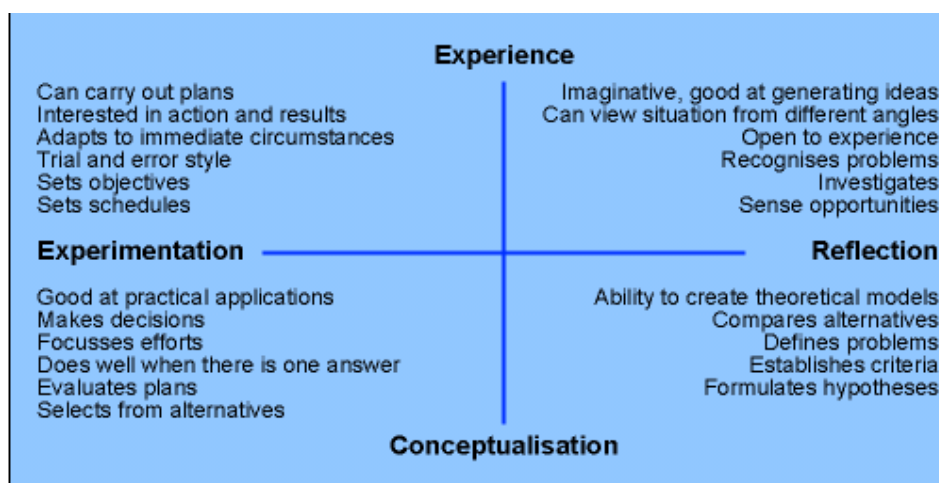 Experience
Can carry out plans
Interested in action and results
Adapts to immediate circumstances
Trial and error style
Sets objectives
Sets schedules
Imaginative, good at generating ideas
Can view situation from different angles
Open to experience
Recognises problems
Investigates
Sense opportunities
Experimentation
Reflection
Good at practical applications
Makes decisions
Focusses efforts
Does well when there is one answer
Evaluates plans
Selects from alternatives
Ability to create theoretical models
Compares alternatives
Defines problems
Establishes criteria
Formulates hypotheses
Conceptualisation